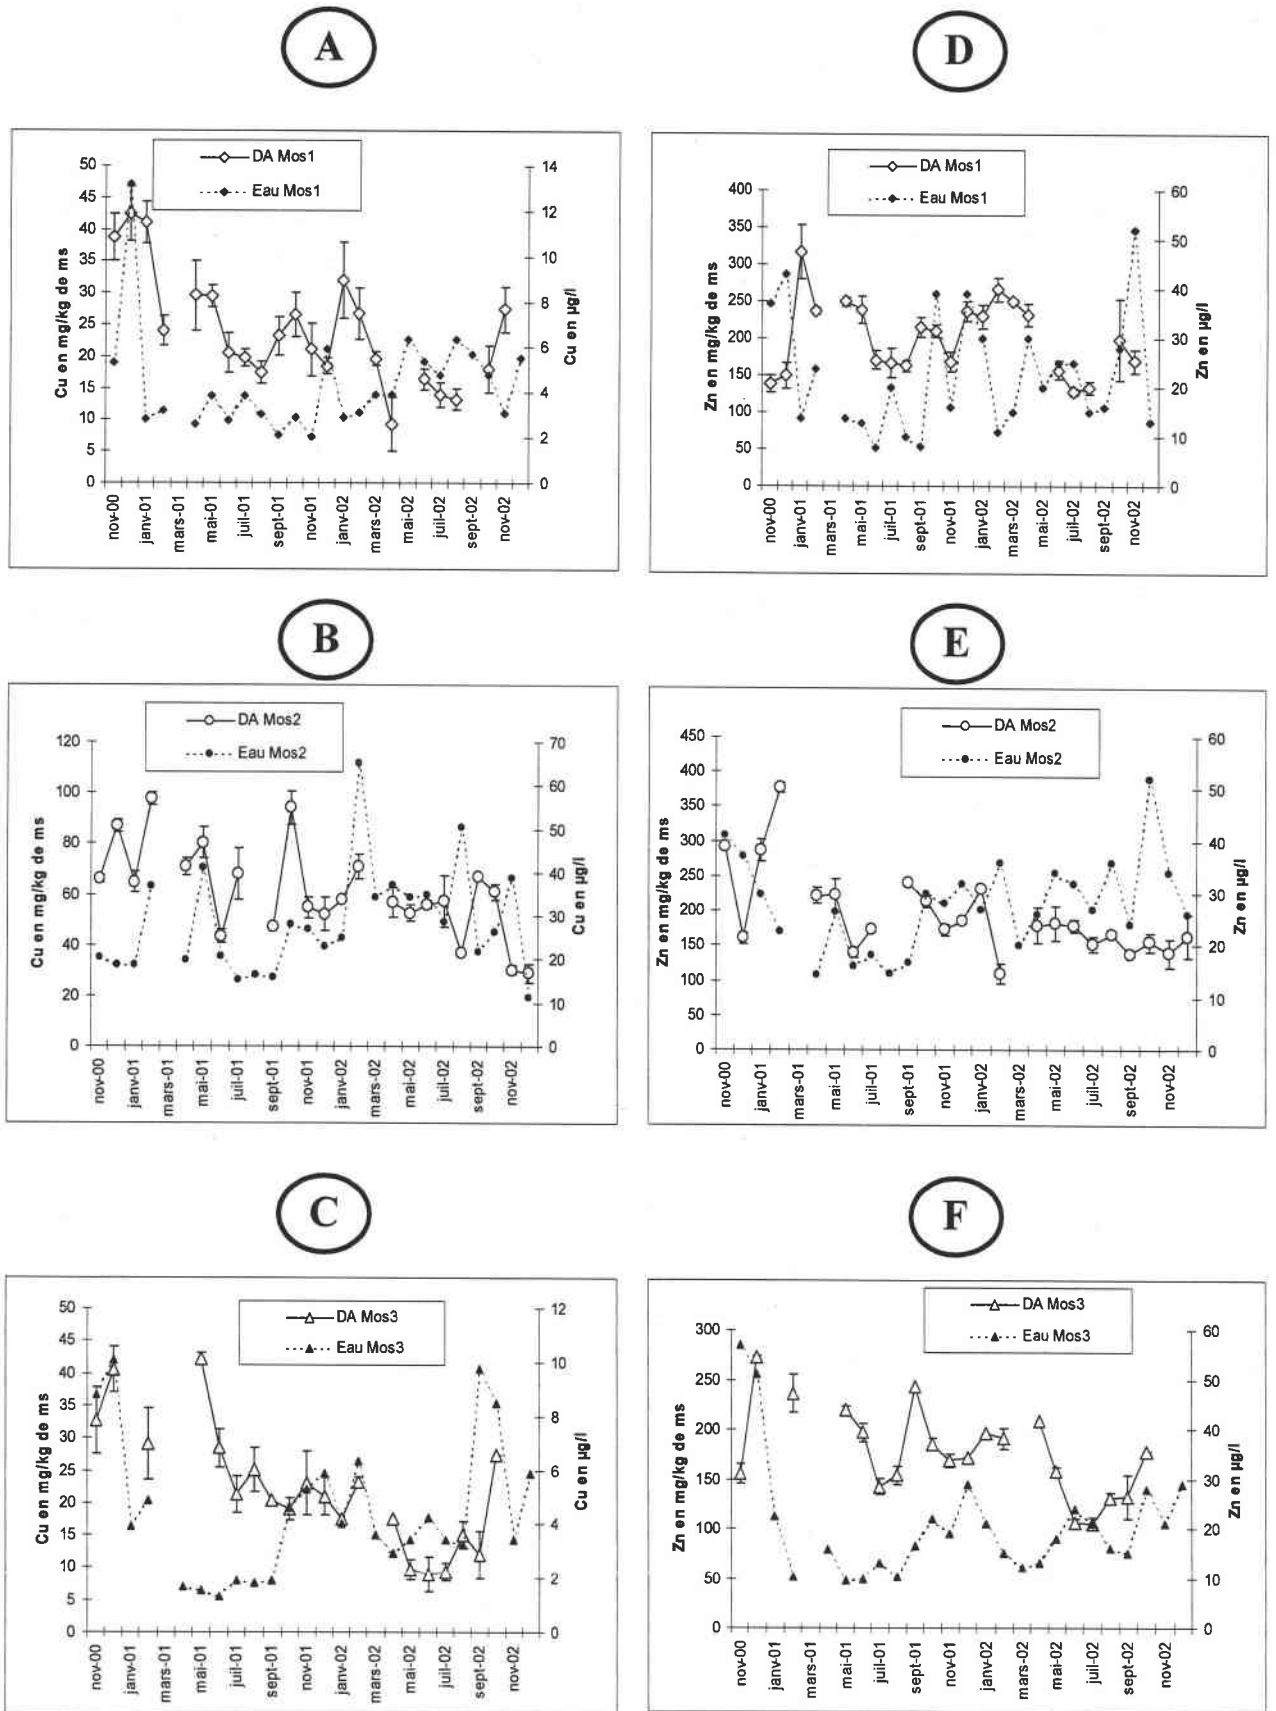 A
DA Mos1
Eau Mos1
Cu en mg/kg de ms
50
45
40
35
30
25
20
15
10
5
0
14
12
10
8
6
4
2
0
Cu en µg/l
nov-00
janv-01
mars-01
mai-01
juil-01
sept-01
nov-01
janv-02
mars-02
mai-02
juil-02
sept-02
nov-02
D
DA Mos1
Eau Mos1
Zn en mg/kg de ms
400
350
300
250
200
150
100
50
0
60
50
40
30
20
10
0
Zn en µg/l
nov-00
janv-01
mars-01
mai-01
juil-01
sept-01
nov-01
janv-02
mars-02
mai-02
juil-02
sept-02
nov-02
B
DA Mos2
Eau Mos2
Cu en mg/kg de ms
120
100
80
60
40
20
0
70
60
50
40
30
20
10
0
Cu en µg/l
nov-00
janv-01
mars-01
mai-01
juil-01
sept-01
nov-01
janv-02
mars-02
mai-02
juil-02
sept-02
nov-02
E
DA Mos2
Eau Mos2
Zn en mg/kg de ms
450
400
350
300
250
200
150
100
50
0
60
50
40
30
20
10
0
Zn en µg/l
nov-00
janv-01
mars-01
mai-01
juil-01
sept-01
nov-01
janv-02
mars-02
mai-02
juil-02
sept-02
nov-02
C
DA Mos3
Eau Mos3
Cu en mg/kg de ms
50
45
40
35
30
25
20
15
10
5
0
12
10
8
6
4
2
0
Cu en µg/l
nov-00
janv-01
mars-01
mai-01
juil-01
sept-01
nov-01
janv-02
mars-02
mai-02
juil-02
sept-02
nov-02
F
DA Mos3
Eau Mos3
Zn en mg/kg de ms
300
250
200
150
100
50
0
60
50
40
30
20
10
0
Zn en µg/l
nov-00
janv-01
mars-01
mai-01
juil-01
sept-01
nov-01
janv-02
mars-02
mai-02
juil-02
sept-02
nov-02